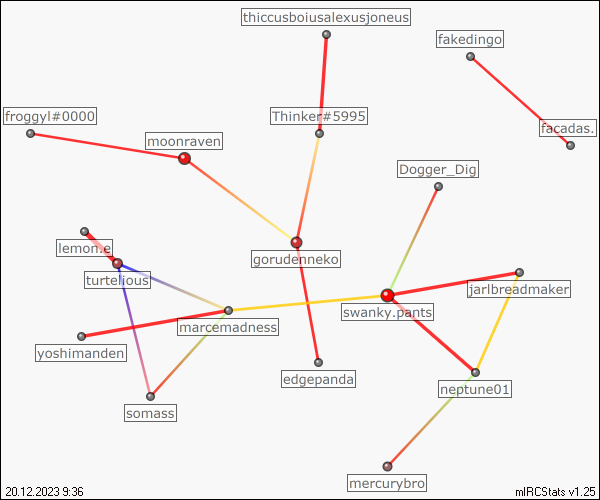 thiccusboiusalexusjoneus
fakedingo
froggyl#0000
Thinker#5995
facadas.
moonraven
Dogger_Dig
lemon.e
gorudenneko
turtelious
jarlbreadmaker
swanky.pants
marcemadness
yoshimanden
edgepanda
neptune01
somass
mercurybro
20.12.2023 9:36
mIRCStats v1.25